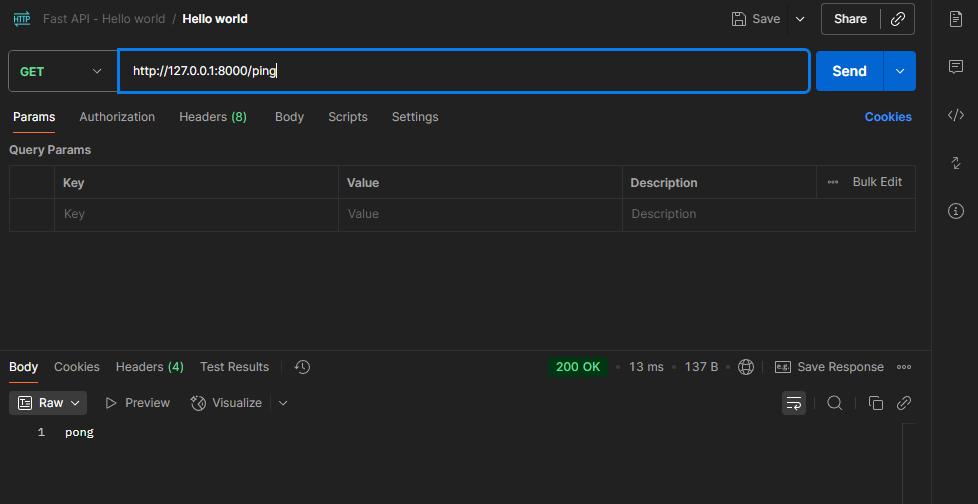 HTTP Fast API - Hello world / Hello world Save Share
GET http://127.0.0.1:8000/ping Send
Params Authorization Headers (8) Body Scripts Settings Cookies
Query Params
Key Value Description Bulk Edit
Key Value Description
Body Cookies Headers (4) Test Results 200 OK 13 ms 137 B e.g. Save Response
Raw Preview Visualize
1 pong